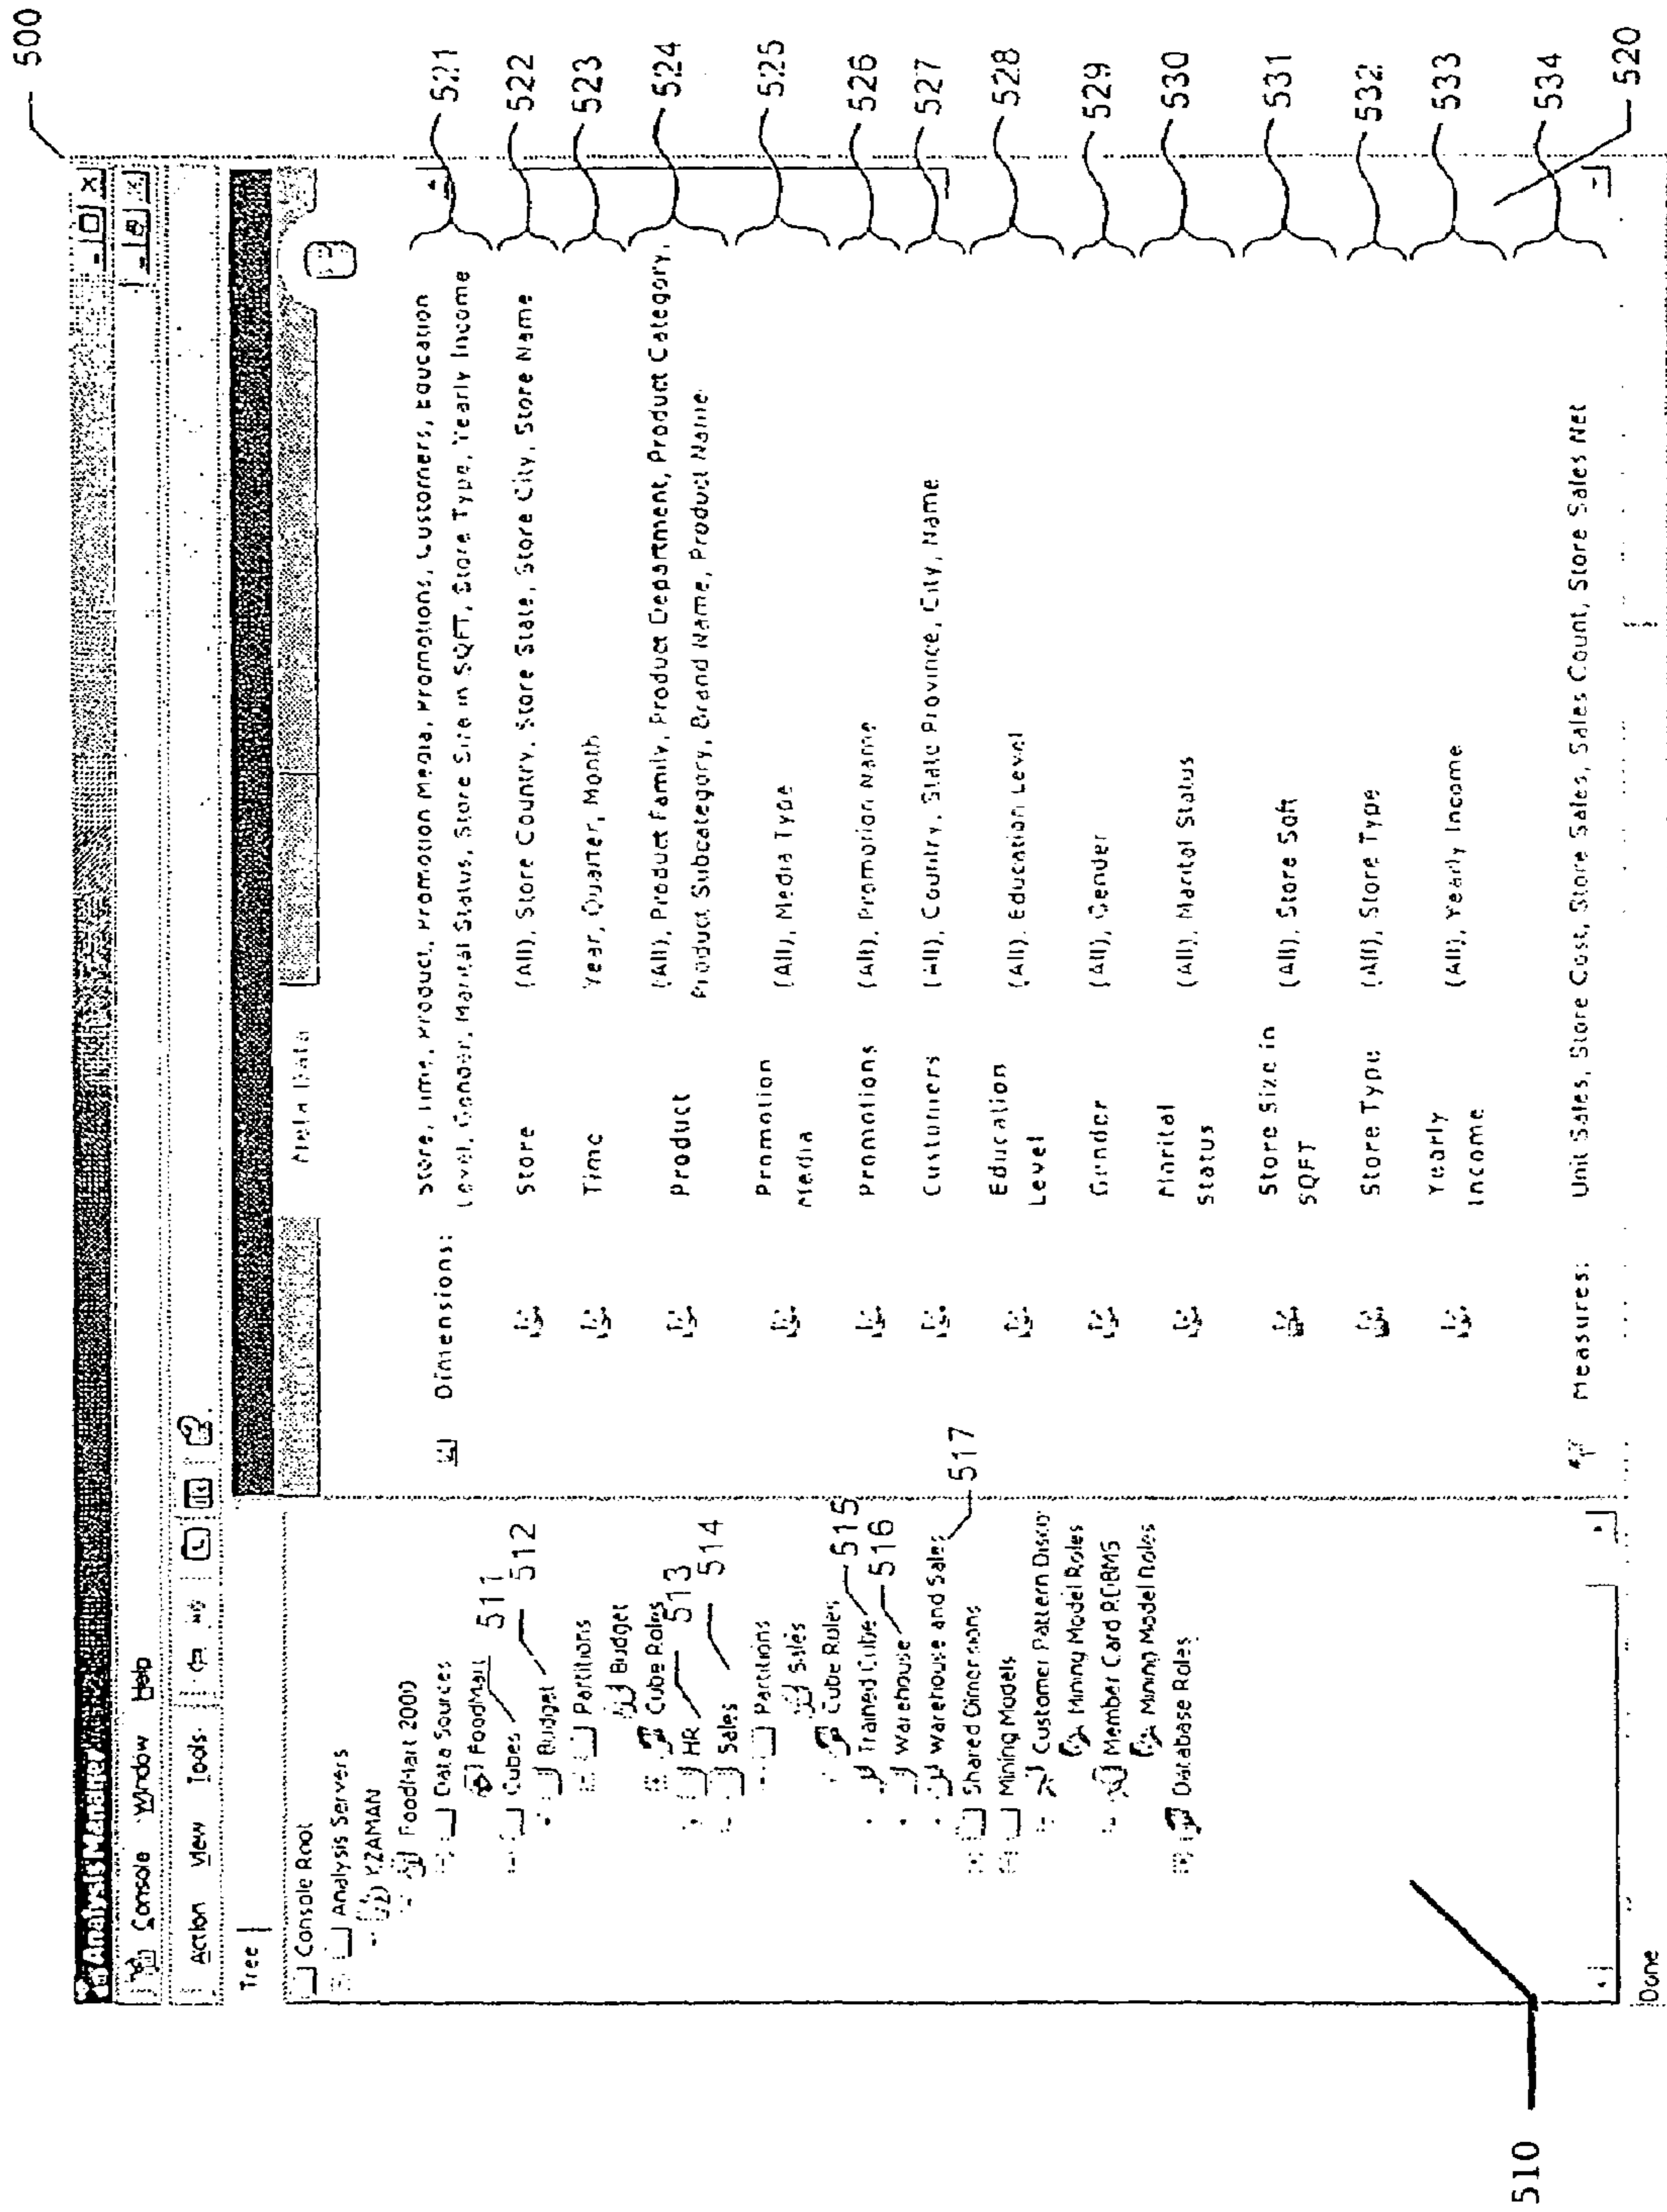 500
Analysis Manager
Console Window Help
Action View Tools
Tree
Console Root
Analysis Servers
YZAMAN
FoodMart 2000
Data Sources
FoodMart
511
Cubes
Budget
512
Partitions
Budget
Cube Roles
HR
513
Sales
514
Partitions
Sales
Cube Roles
Trained Cube
515
Warehouse
516
Warehouse and Sales
517
Shared Dimensions
Mining Models
Customer Pattern Discov
Mining Model Roles
Member Card RDBMS
Mining Model Roles
Database Roles
510
Done
Meta Data
Dimensions: Store, Time, Product, Promotion Media, Promotions, Customers, Education
Level, Gender, Marital Status, Store Size in SQFT, Store Type, Yearly Income
521
Store (All), Store Country, Store State, Store City, Store Name
522
Time Year, Quarter, Month
523
Product (All), Product Family, Product Department, Product Category,
Product Subcategory, Brand Name, Product Name
524
Promotion
Media (All), Media Type
525
Promotions (All), Promotion Name
526
Customers (All), Country, State Province, City, Name
527
Education
Level (All), Education Level
528
Gender (All), Gender
529
Marital
Status (All), Marital Status
530
Store Size in
SQFT (All), Store Sqft
531
Store Type (All), Store Type
532
Yearly
Income (All), Yearly Income
533
Measures: Unit Sales, Store Cost, Store Sales, Sales Count, Store Sales Net
534
520